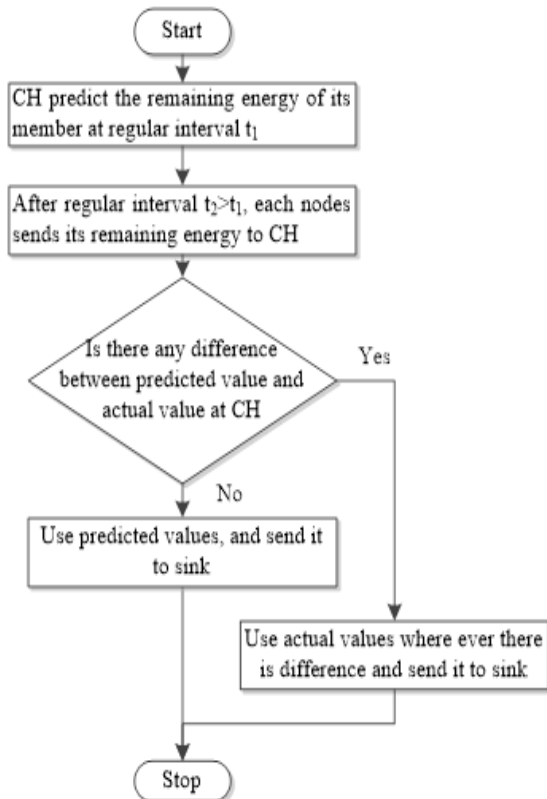 Start
CH predict the remaining energy of its
member at regular interval t₁
After regular interval t₂>t₁, each nodes
sends its remaining energy to CH
Is there any difference
between predicted value and
actual value at CH
Yes
No
Use predicted values, and send it
to sink
Use actual values where ever there
is difference and send it to sink
Stop